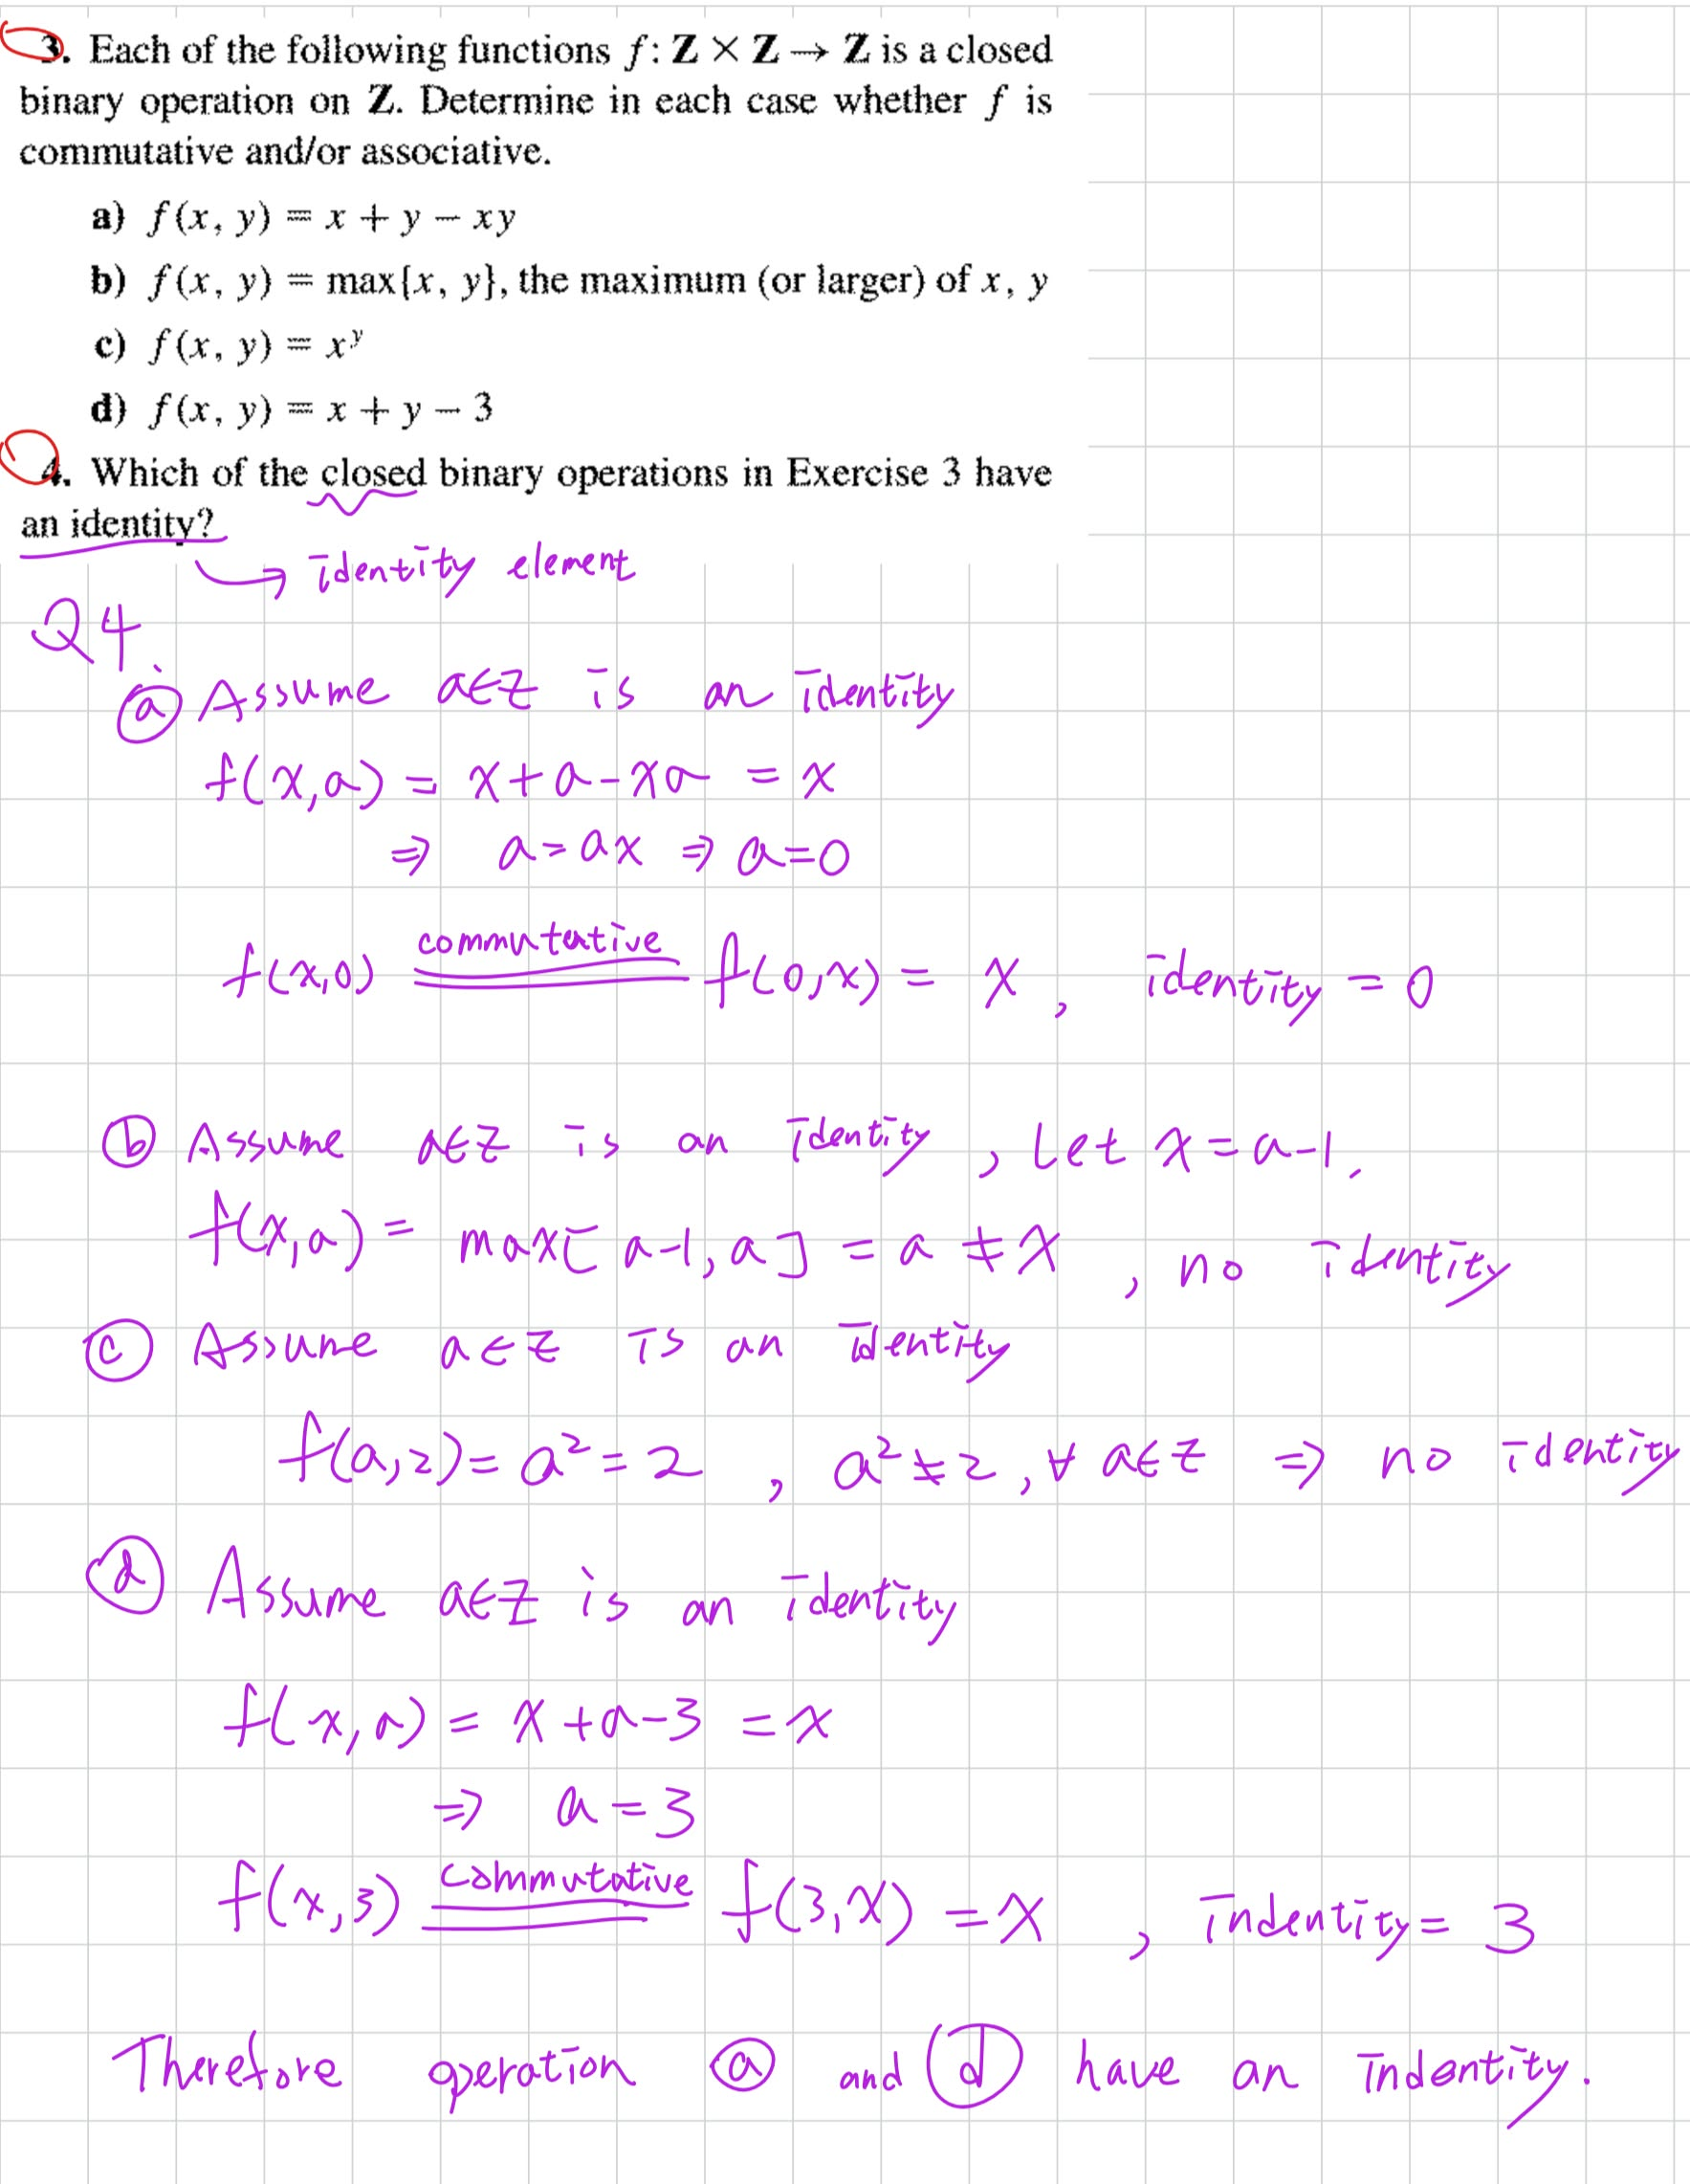 3. Each of the following functions f: Z × Z → Z is a closed
binary operation on Z. Determine in each case whether f is
commutative and/or associative.
a) f(x, y) = x + y − xy
b) f(x, y) = max{x, y}, the maximum (or larger) of x, y
c) f(x, y) = x^y
d) f(x, y) = x + y − 3
4. Which of the closed binary operations in Exercise 3 have
an identity?
→ identity element
Q4.
ⓐ Assume a∈Z is an identity
f(x,a) = x+a-xa = x
⇒ a=ax ⇒ a=0
commutative
f(x,0) = f(0,x) = x , identity = 0
ⓑ Assume a∈Z is an identity , Let x=a-1,
f(x,a) = max[a-1, a] = a ≠ x , no identity
ⓒ Assume a∈Z is an identity
f(a,2) = a² = 2 , a² ≠ 2, ∀ a∈Z ⇒ no identity
ⓓ Assume a∈Z is an identity
f(x,a) = x+a-3 = x
⇒ a=3
commutative
f(x,3) = f(3,x) = x , indentity = 3
Therefore operation ⓐ and ⓓ have an indentity.